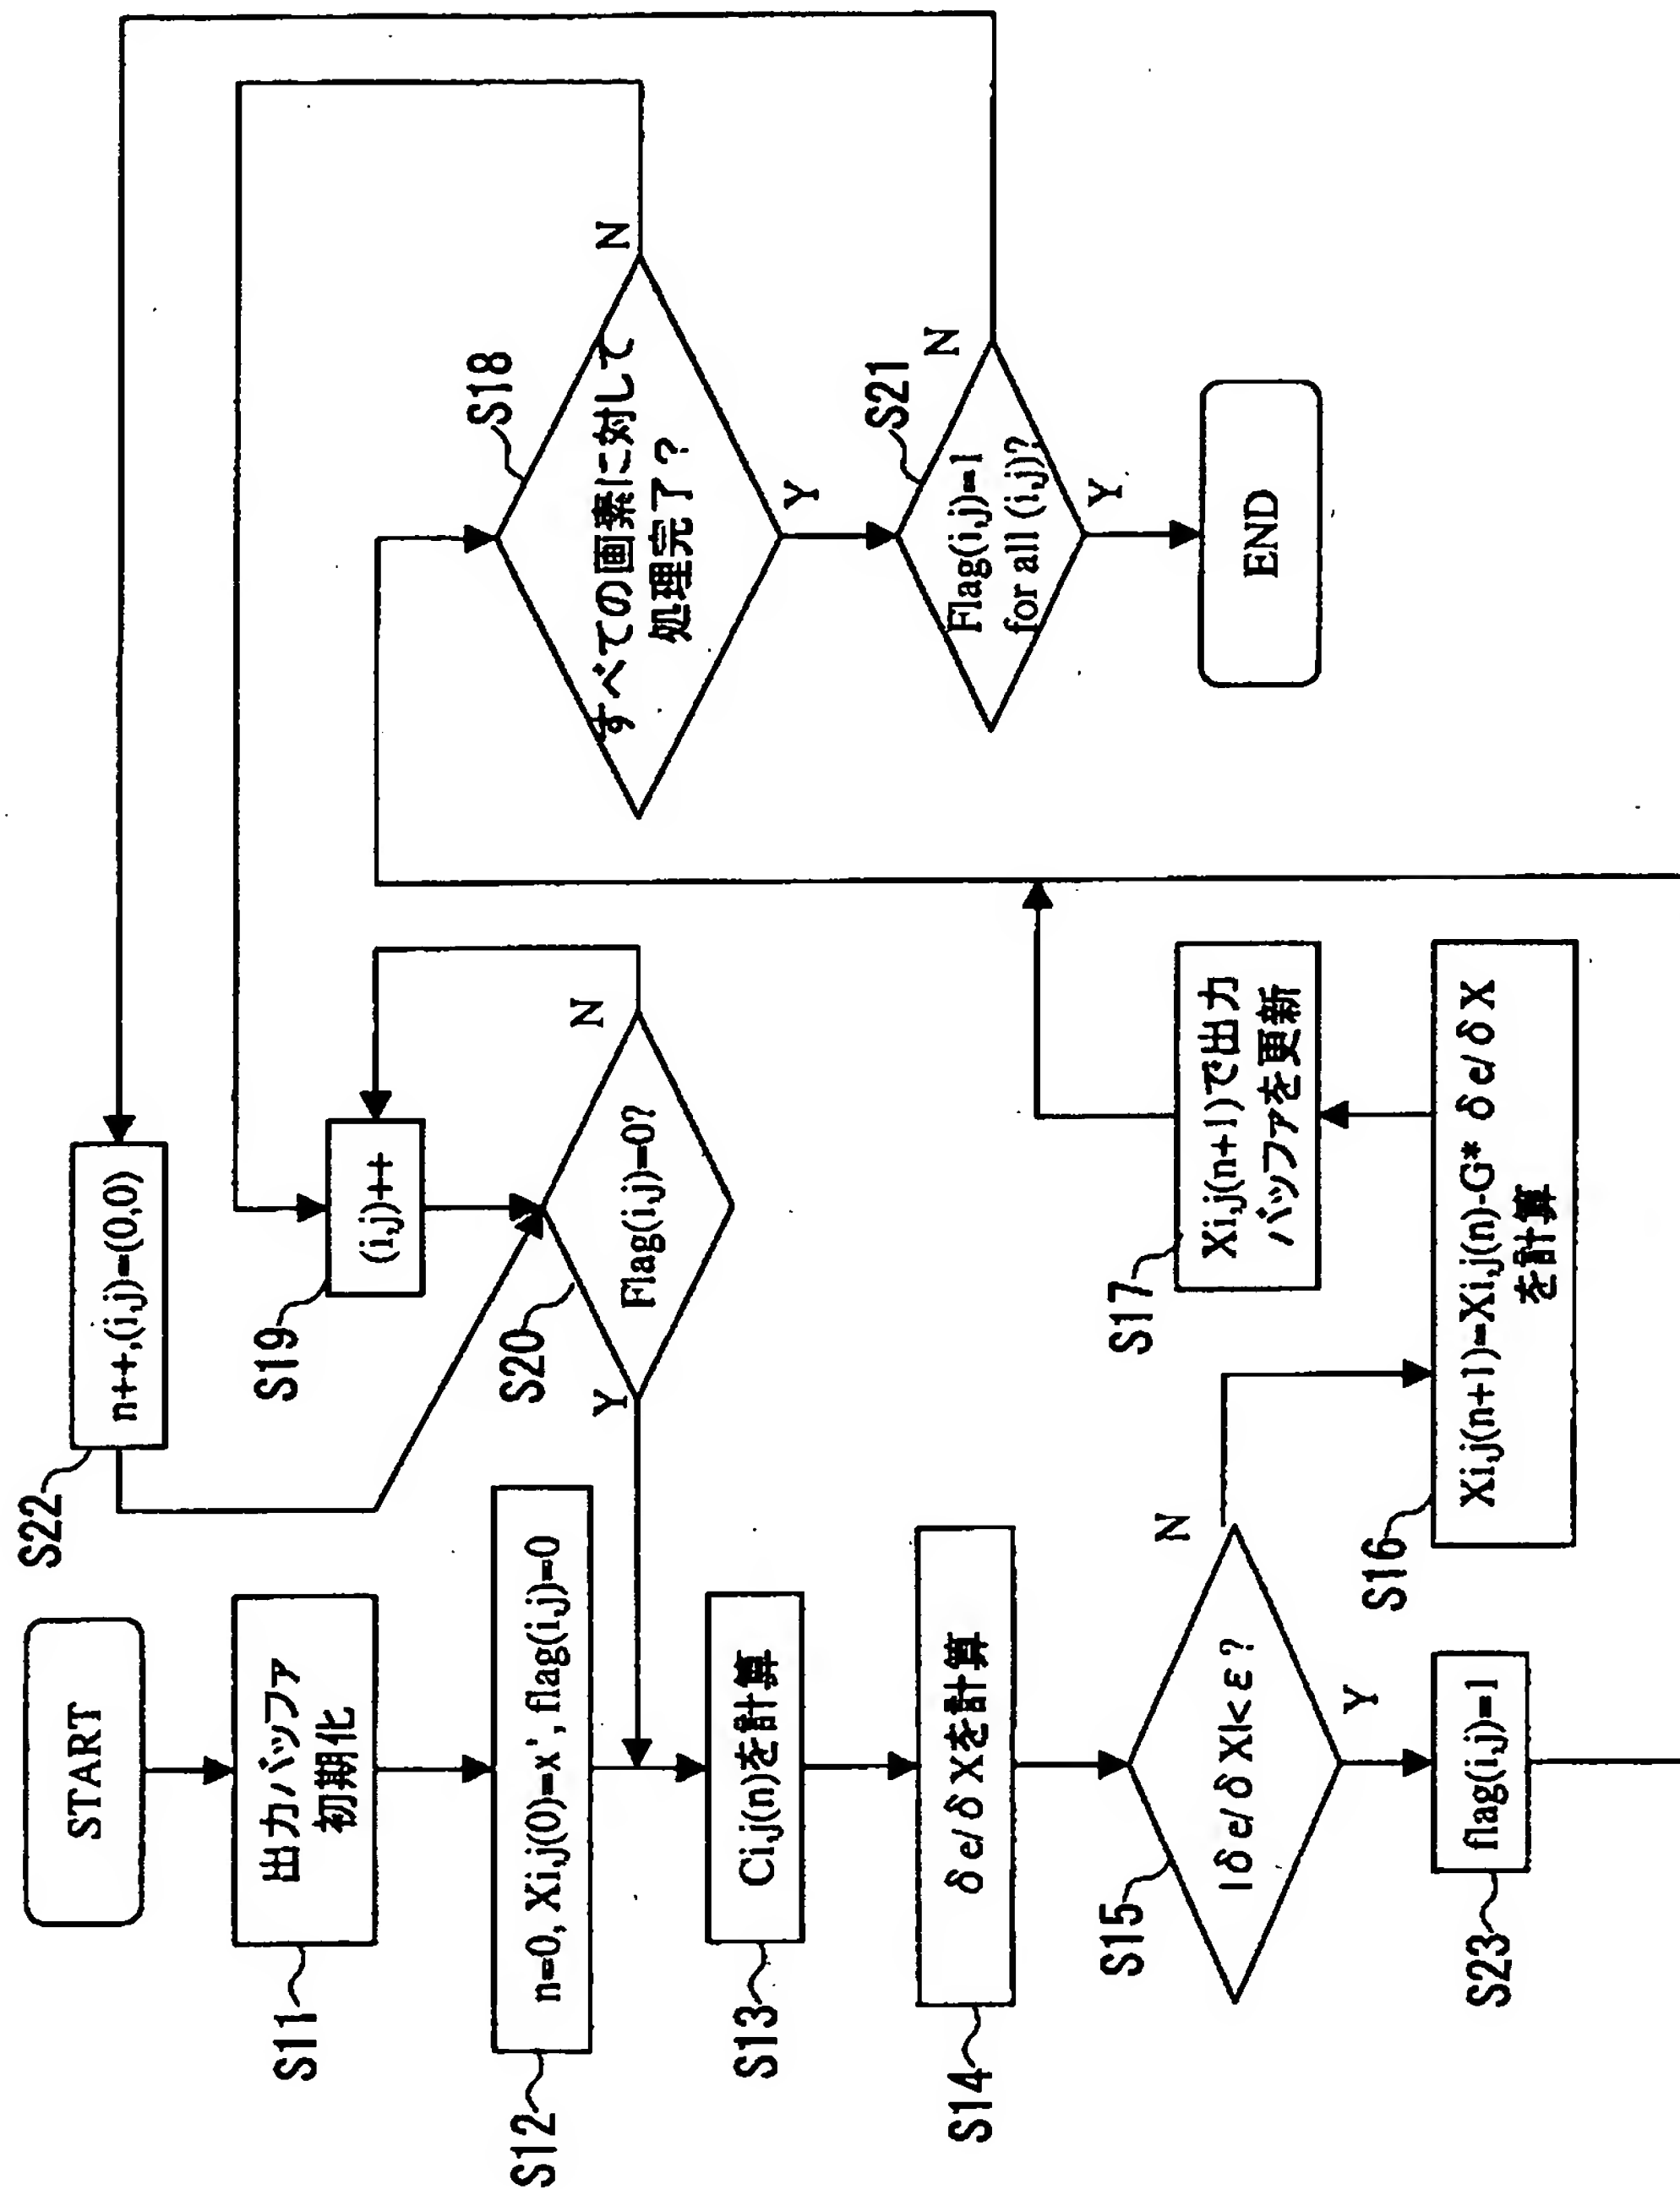 START
S11
出力バッファ
初期化
S12
n=0, Xi,j(0)=x', flag(i,j)=0
S13
Ci,j(n)を計算
S14
δe/δXを計算
S15
|δe/δX|<ε?
N
Y
S23
flag(i,j)=1
S16
Xi,j(n+1)=Xi,j(n)-G*δe/δX
を計算
S17
Xi,j(n+1)で出力
バッファを更新
S22
n++,(i,j)=(0,0)
S19
(i,j)++
S20
Flag(i,j)=0?
Y
N
S18
すべての画素に対して
処理完了?
N
Y
S21
Flag(i,j)=1
for all (i,j)?
N
Y
END